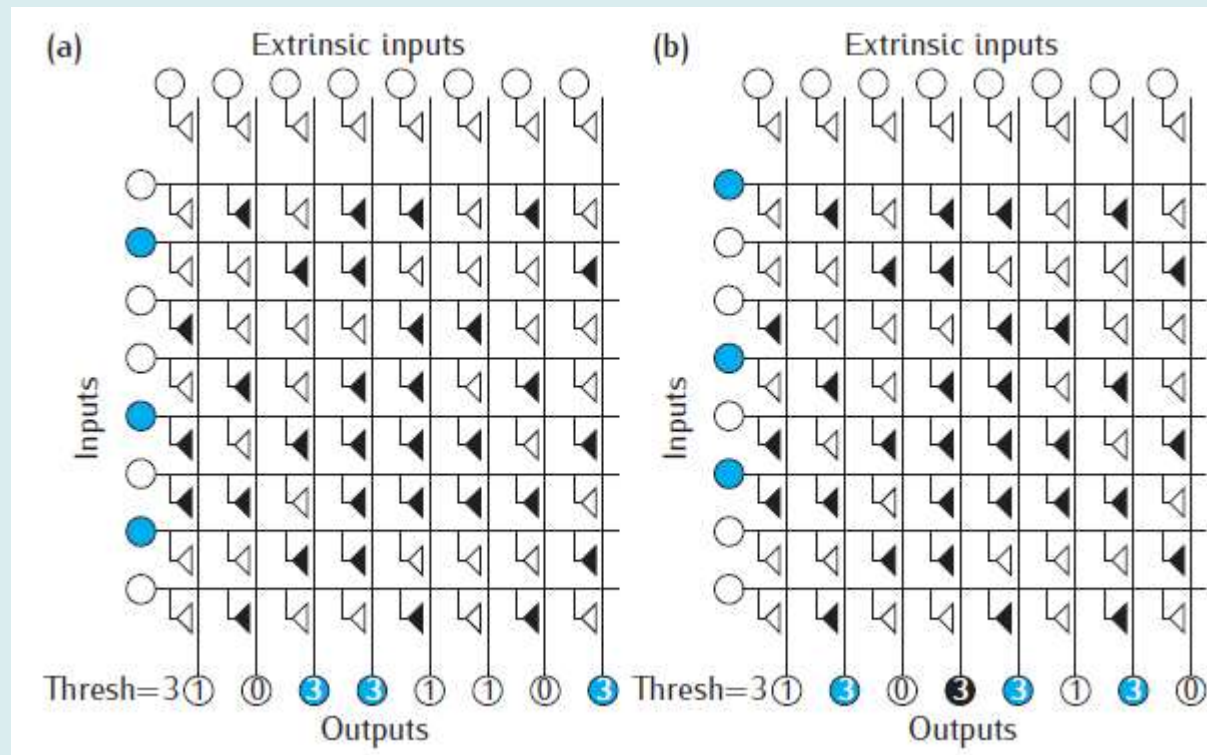 (a) Extrinsic inputs
Inputs
Thresh=3 1 0 3 3 1 1 0 3
Outputs
(b) Extrinsic inputs
Inputs
Thresh=3 1 3 0 3 3 1 3 0
Outputs